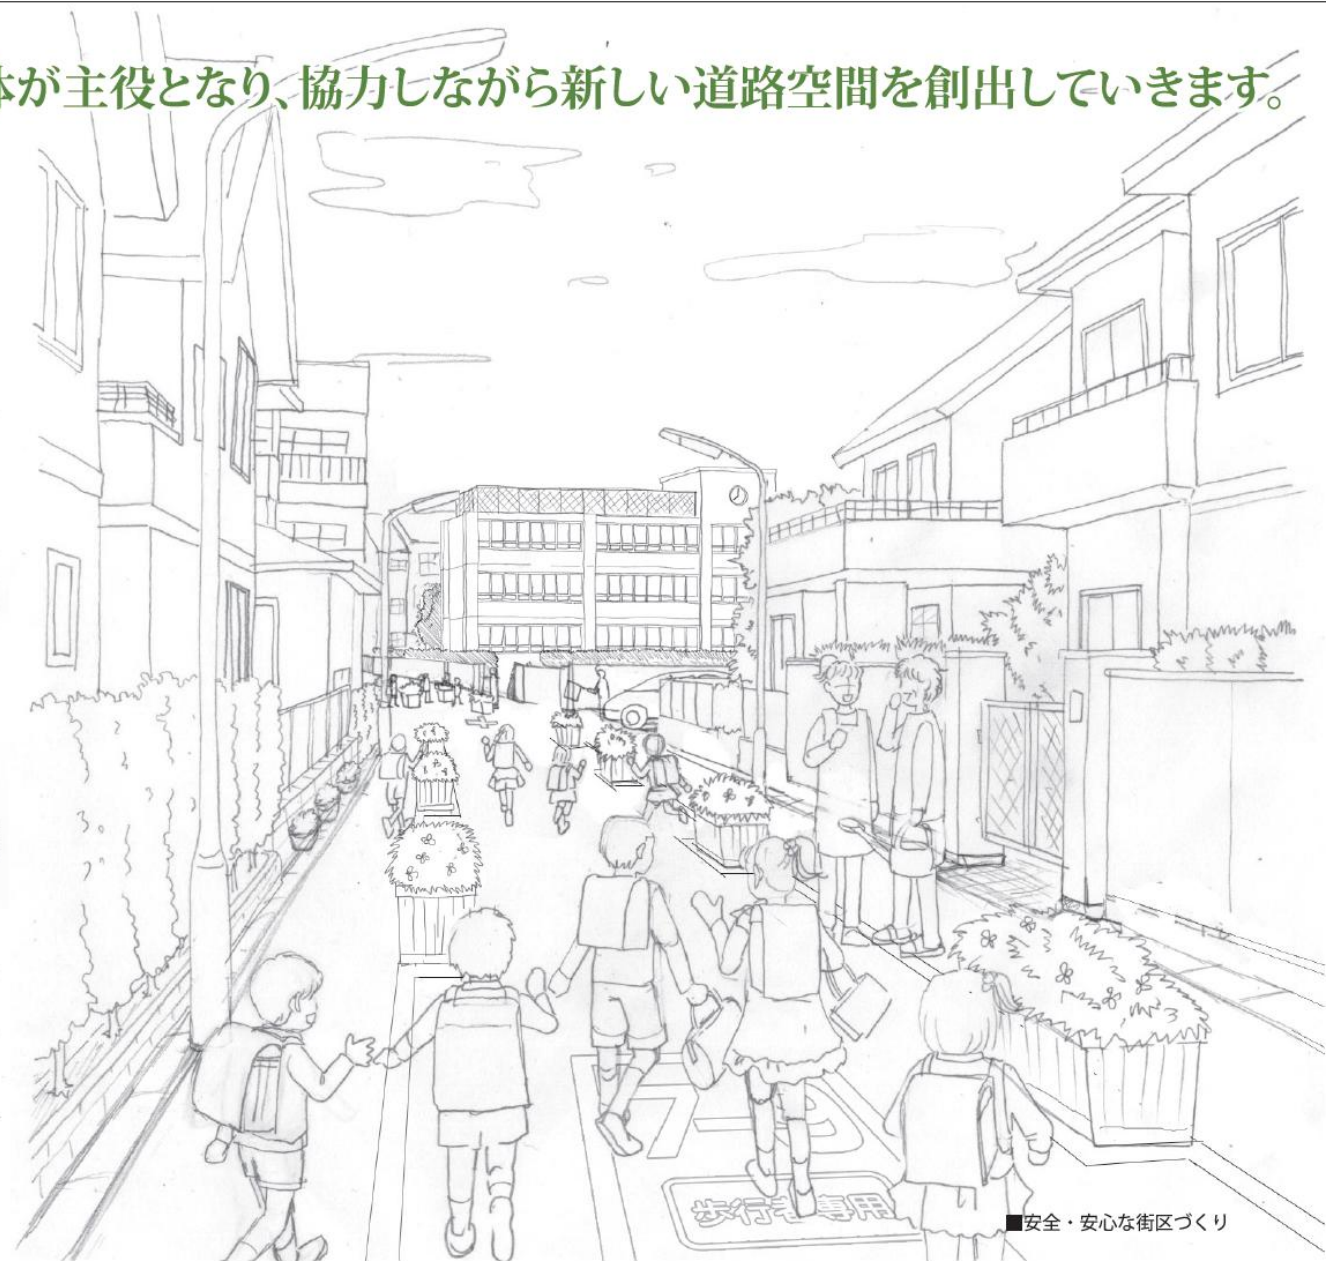 体が主役となり、協力しながら新しい道路空間を創出していきます。
歩行者専用
■安全・安心な街区づくり